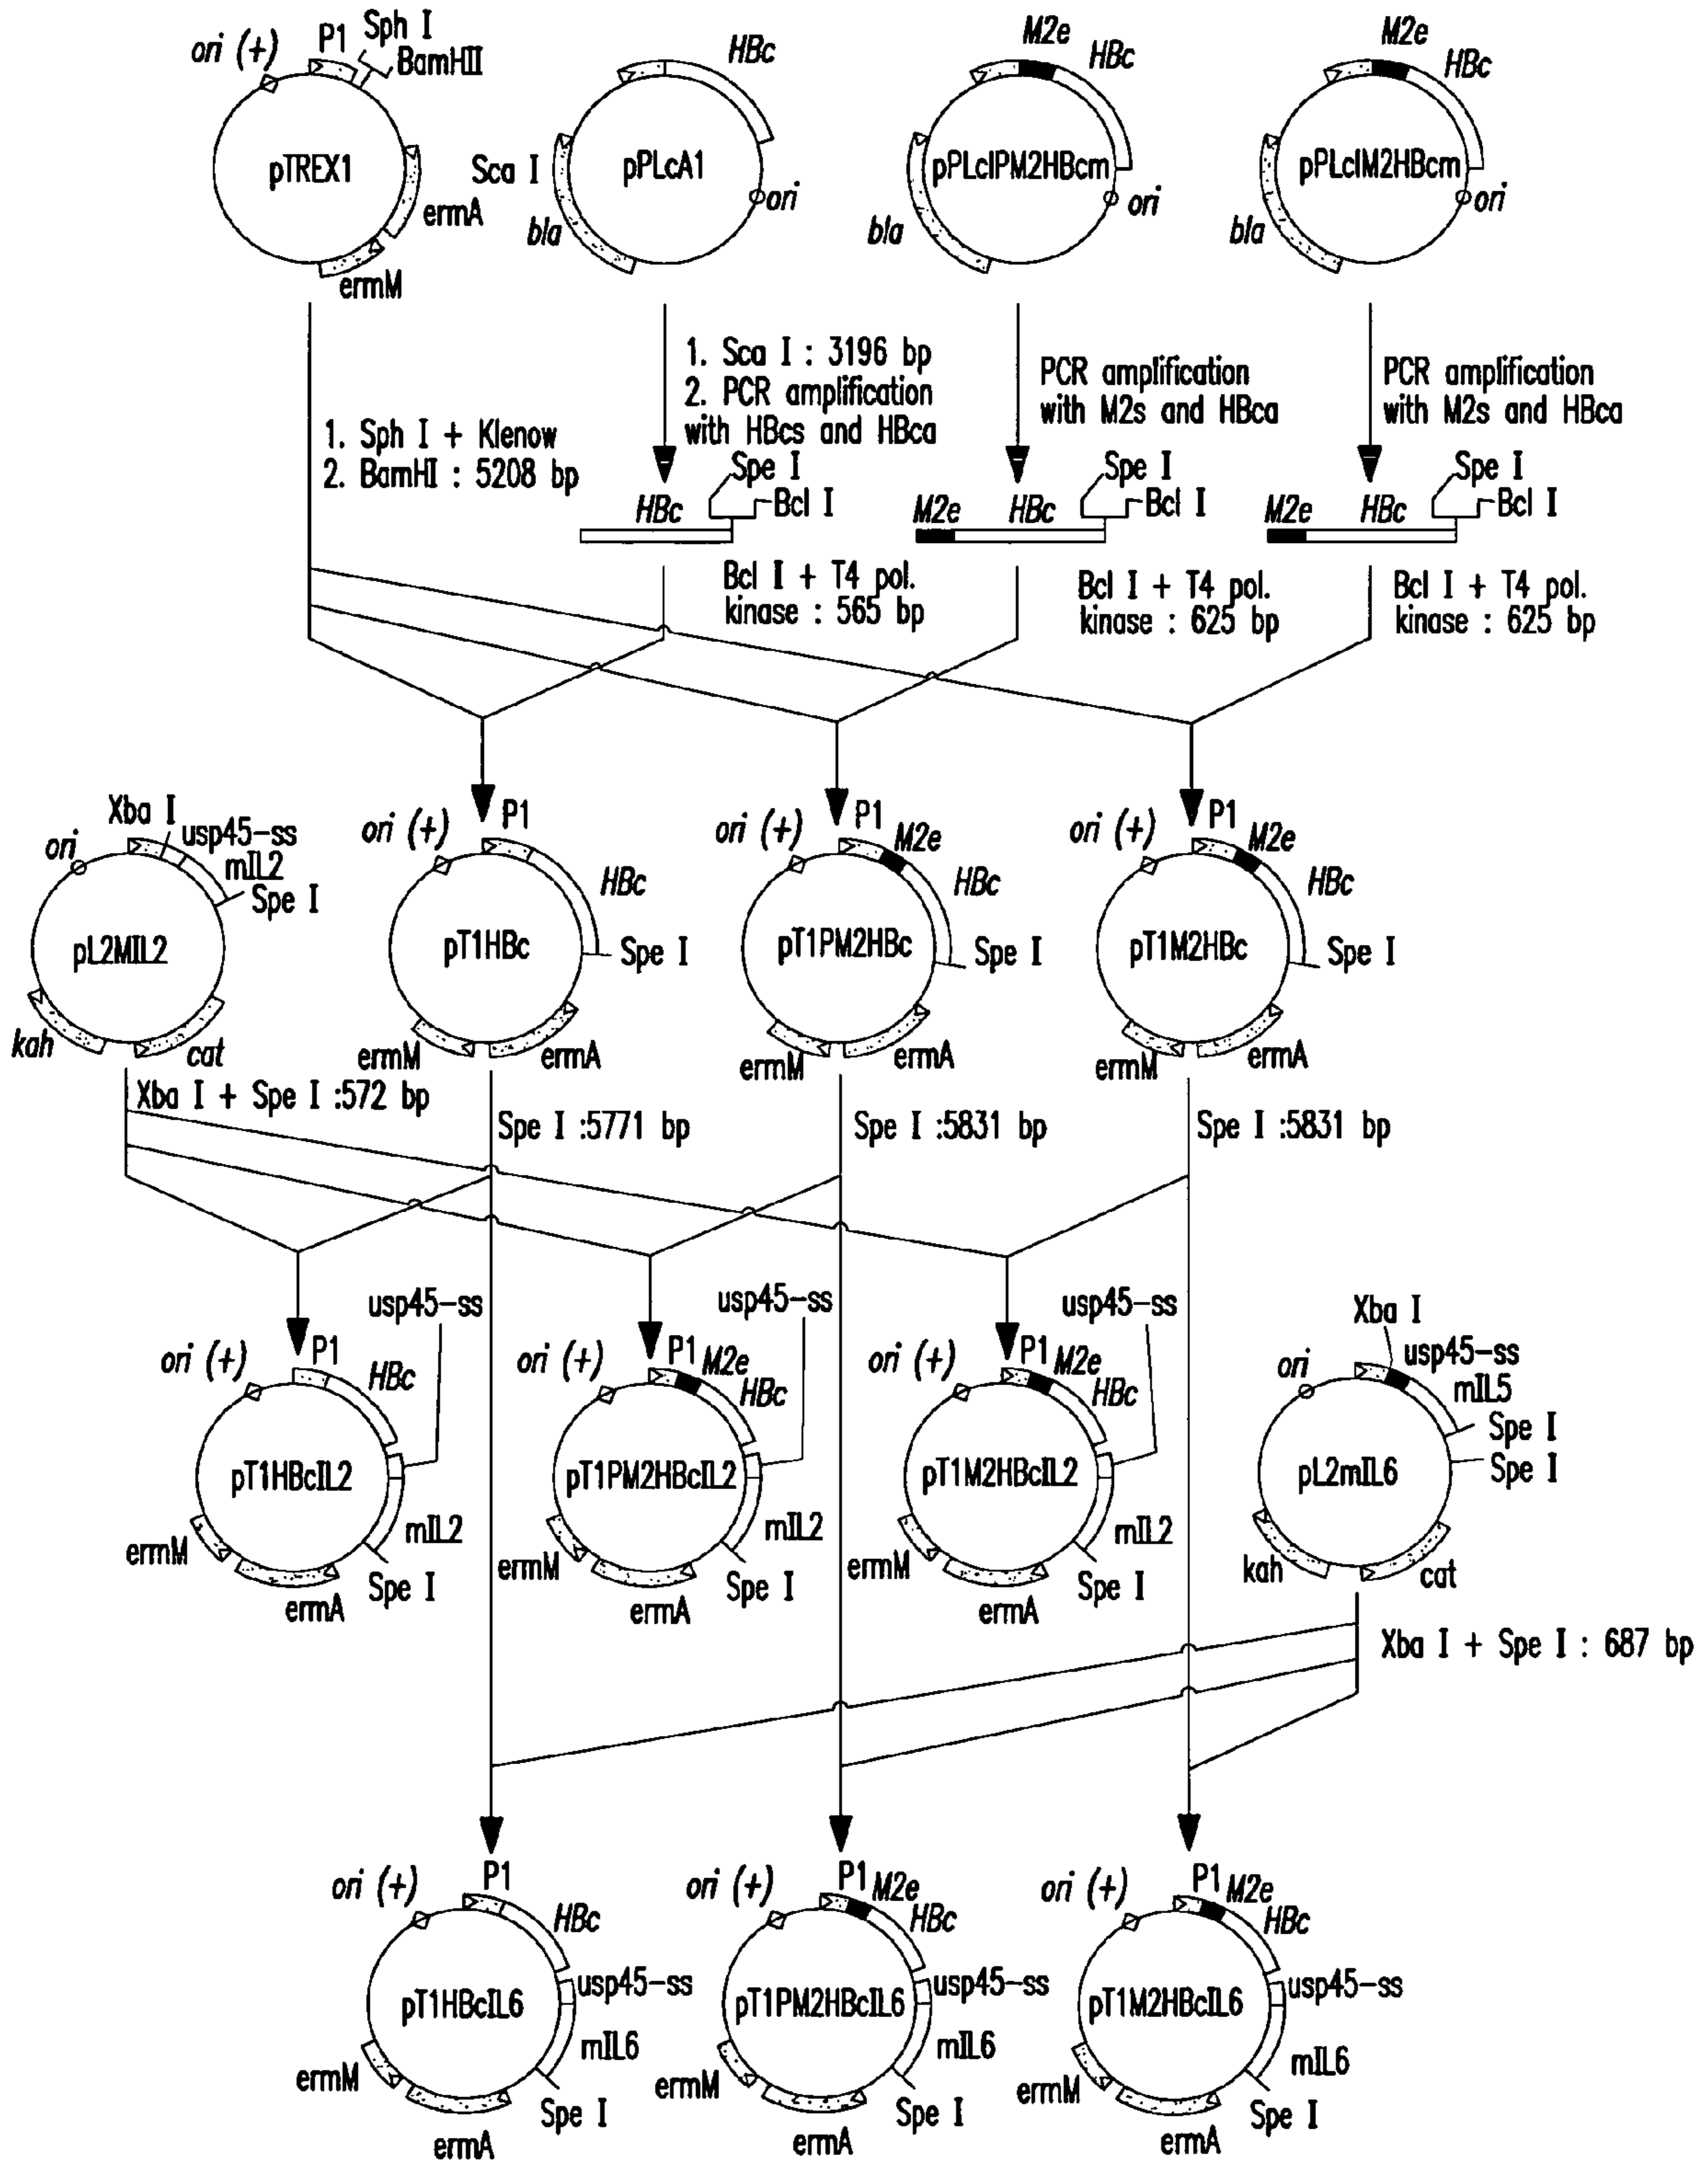 ori (+)
P1
Sph I
BamHII
pTREX1
ermA
ermM
HBc
Sca I
pPLcA1
ori
bla
M2e
HBc
pPLcIPM2HBcm
ori
bla
M2e
HBc
pPLcIM2HBcm
ori
bla
1. Sph I + Klenow
2. BamHI : 5208 bp
1. Sca I : 3196 bp
2. PCR amplification
with HBcs and HBca
PCR amplification
with M2s and HBca
PCR amplification
with M2s and HBca
HBc
Spe I
Bcl I
M2e
HBc
Spe I
Bcl I
M2e
HBc
Spe I
Bcl I
Bcl I + T4 pol.
kinase : 565 bp
Bcl I + T4 pol.
kinase : 625 bp
Bcl I + T4 pol.
kinase : 625 bp
ori
Xba I
usp45-ss
mIL2
Spe I
pL2MIL2
kah
cat
ori (+)
P1
HBc
pT1HBc
Spe I
ermM
ermA
ori (+)
P1
M2e
HBc
pT1PM2HBc
Spe I
ermM
ermA
ori (+)
P1
M2e
HBc
pT1M2HBc
Spe I
ermM
ermA
Xba I + Spe I :572 bp
Spe I :5771 bp
Spe I :5831 bp
Spe I :5831 bp
ori (+)
P1
HBc
usp45-ss
pT1HBcIL2
mIL2
ermM
ermA
Spe I
ori (+)
P1
M2e
HBc
usp45-ss
pT1PM2HBcIL2
mIL2
ermM
ermA
Spe I
ori (+)
P1
M2e
HBc
usp45-ss
pT1M2HBcIL2
mIL2
ermM
ermA
Spe I
ori
Xba I
usp45-ss
mIL5
Spe I
Spe I
pL2mIL6
kah
cat
Xba I + Spe I : 687 bp
ori (+)
P1
HBc
usp45-ss
pT1HBcIL6
mIL6
ermM
ermA
Spe I
ori (+)
P1
M2e
HBc
usp45-ss
pT1PM2HBcIL6
mIL6
ermM
ermA
Spe I
ori (+)
P1
M2e
HBc
usp45-ss
pT1M2HBcIL6
mIL6
ermM
ermA
Spe I